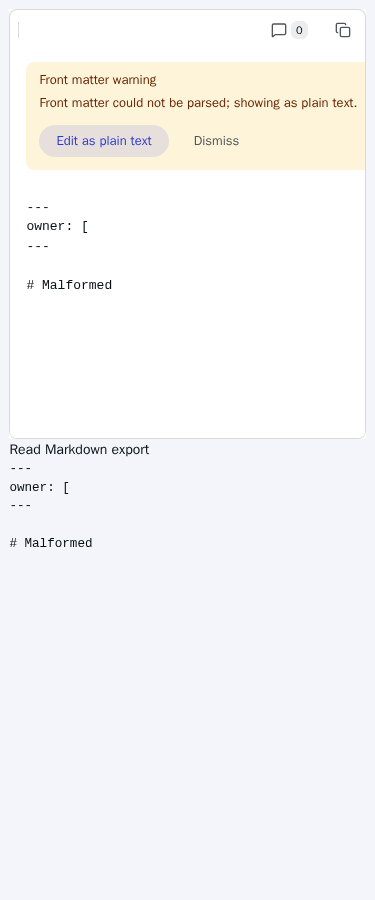 0
Front matter warning
Front matter could not be parsed; showing as plain text.
Edit as plain text
Dismiss
---
owner: [
---
# Malformed
Read Markdown export
---
owner: [
---
# Malformed